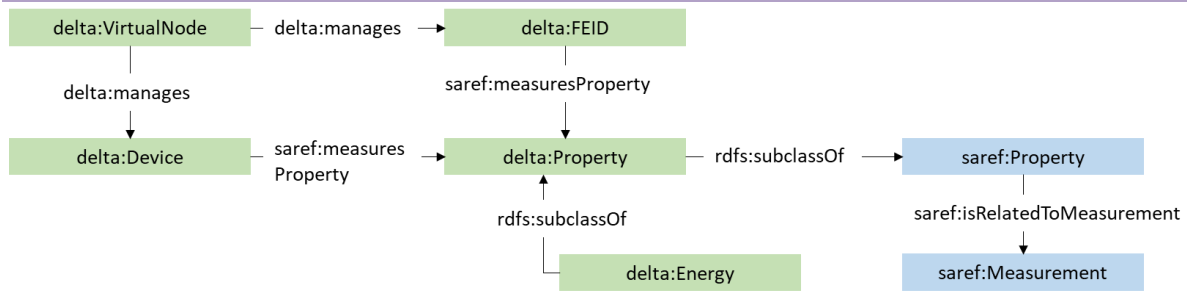 delta:VirtualNode
delta:manages
delta:FEID
delta:manages
saref:measuresProperty
delta:Device
saref:measures
Property
delta:Property
rdfs:subclassOf
saref:Property
rdfs:subclassOf
saref:isRelatedToMeasurement
delta:Energy
saref:Measurement